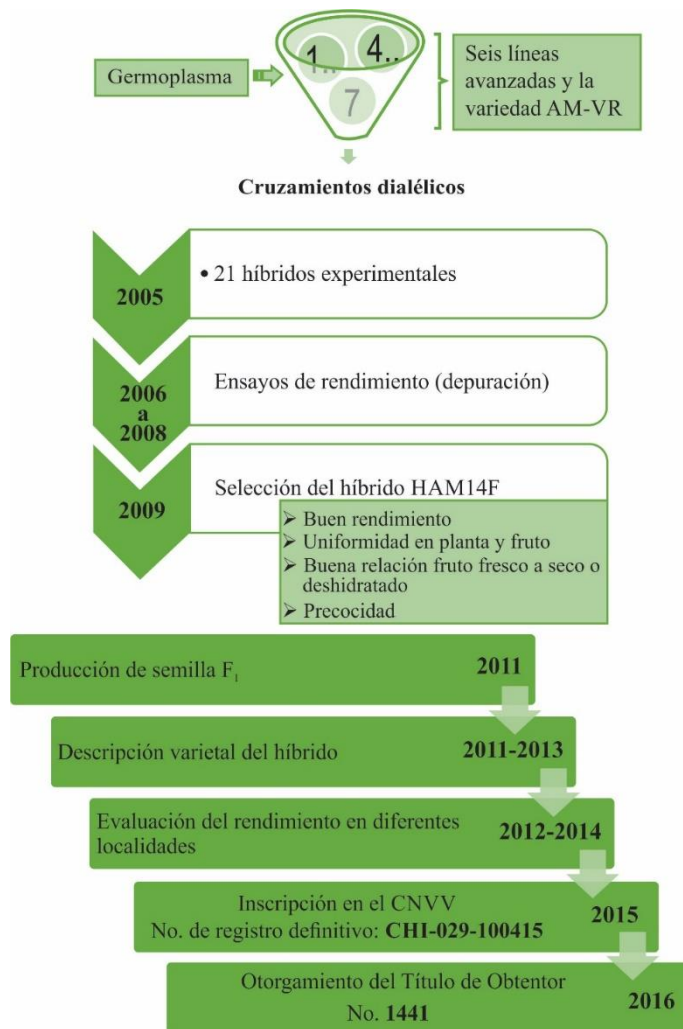 1..
4..
7
Germoplasma
Seis líneas
avanzadas y la
variedad AM-VR
Cruzamientos dialélicos
2005
• 21 híbridos experimentales
2006
a
2008
Ensayos de rendimiento (depuración)
2009
Selección del híbrido HAM14F
➢ Buen rendimiento
➢ Uniformidad en planta y fruto
➢ Buena relación fruto fresco a seco o
deshidratado
➢ Precocidad
Producción de semilla F₁ 2011
Descripción varietal del híbrido 2011-2013
Evaluación del rendimiento en diferentes
localidades
2012-2014
Inscripción en el CNVV
No. de registro definitivo: CHI-029-100415
2015
Otorgamiento del Título de Obtentor
No. 1441
2016